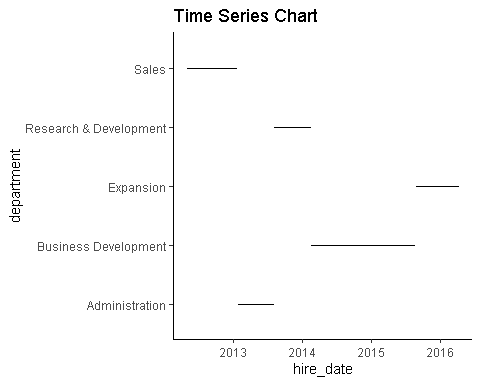 Time Series Chart
department
Sales
Research & Development
Expansion
Business Development
Administration
2013 2014 2015 2016
hire_date